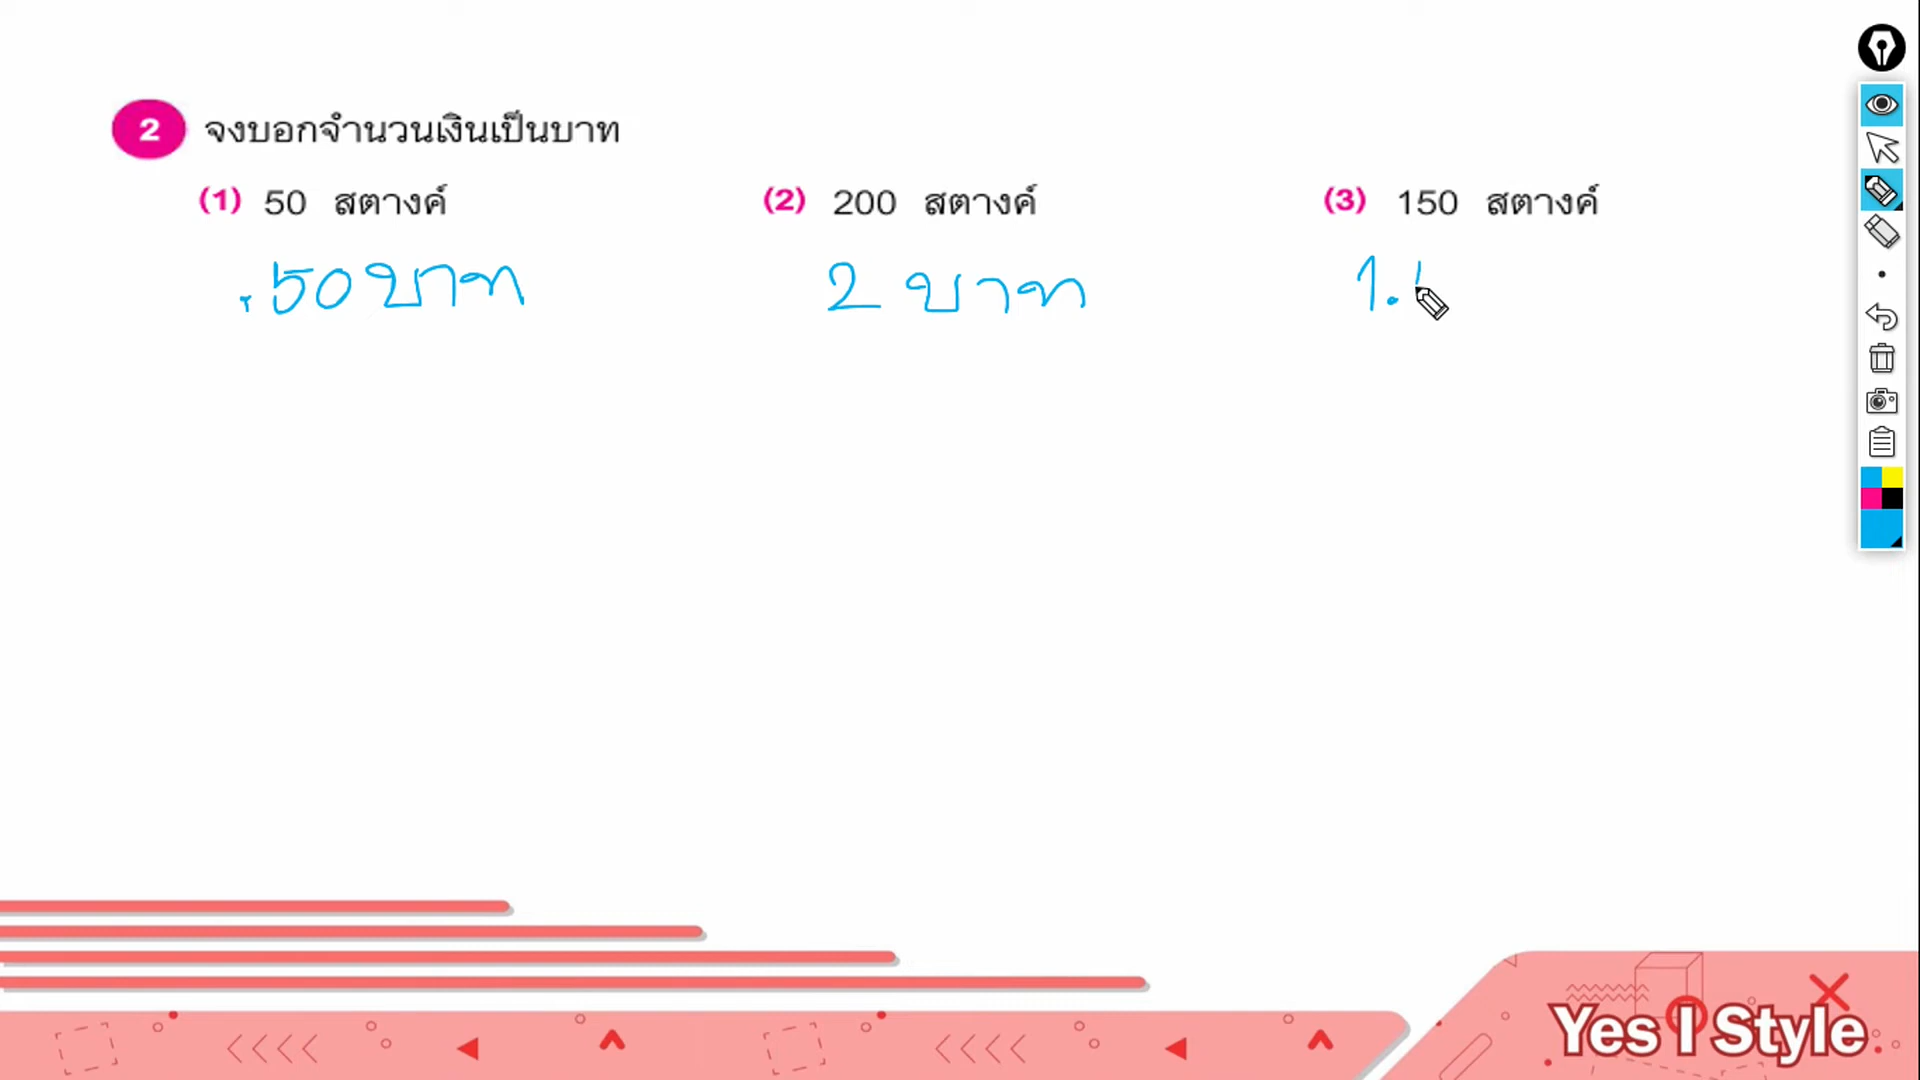 2 จงบอกจำนวนเงินเป็นบาท
(1) 50 สตางค์ (2) 200 สตางค์ (3) 150 สตางค์
.50 บาท 2 บาท 1.
Yes I Style